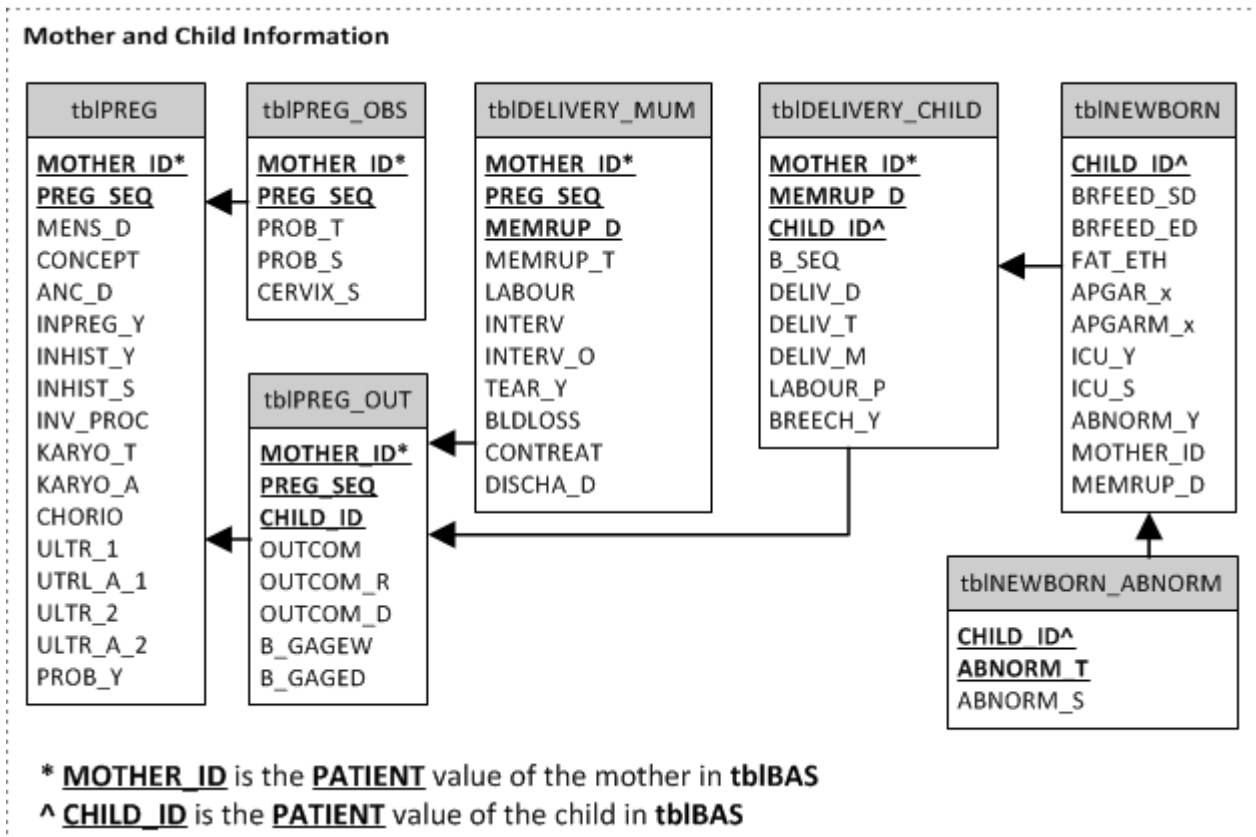 Mother and Child Information
tblPREG
MOTHER_ID*
PREG_SEQ
MENS_D
CONCEPT
ANC_D
INPREG_Y
INHIST_Y
INHIST_S
INV_PROC
KARYO_T
KARYO_A
CHORIO
ULTR_1
UTRL_A_1
ULTR_2
ULTR_A_2
PROB_Y
tblPREG_OBS
MOTHER_ID*
PREG_SEQ
PROB_T
PROB_S
CERVIX_S
tblPREG_OUT
MOTHER_ID*
PREG_SEQ
CHILD_ID
OUTCOM
OUTCOM_R
OUTCOM_D
B_GAGEW
B_GAGED
tblDELIVERY_MUM
MOTHER_ID*
PREG_SEQ
MEMRUP_D
MEMRUP_T
LABOUR
INTERV
INTERV_O
TEAR_Y
BLDLOSS
CONTREAT
DISCHA_D
tblDELIVERY_CHILD
MOTHER_ID*
MEMRUP_D
CHILD_ID^
B_SEQ
DELIV_D
DELIV_T
DELIV_M
LABOUR_P
BREECH_Y
tblNEWBORN
CHILD_ID^
BRFEED_SD
BRFEED_ED
FAT_ETH
APGAR_x
APGARM_x
ICU_Y
ICU_S
ABNORM_Y
MOTHER_ID
MEMRUP_D
tblNEWBORN_ABNORM
CHILD_ID^
ABNORM_T
ABNORM_S
* MOTHER_ID is the PATIENT value of the mother in tblBAS
^ CHILD_ID is the PATIENT value of the child in tblBAS